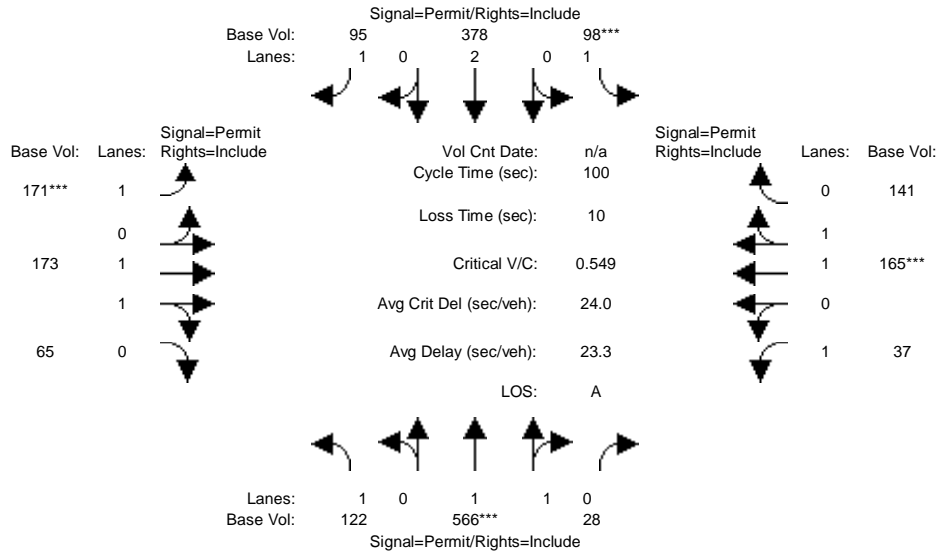 Signal=Permit/Rights=Include
Base Vol: 95 378 98***
Lanes: 1 0 2 0 1
Signal=Permit
Base Vol: Lanes: Rights=Include
Vol Cnt Date: n/a
Signal=Permit
Rights=Include Lanes: Base Vol:
Cycle Time (sec): 100
171*** 1
0 141
Loss Time (sec): 10
0
1
173 1
Critical V/C: 0.549
1 165***
1
Avg Crit Del (sec/veh): 24.0
0
65 0
Avg Delay (sec/veh): 23.3
1 37
LOS: A
Lanes: 1 0 1 1 0
Base Vol: 122 566*** 28
Signal=Permit/Rights=Include